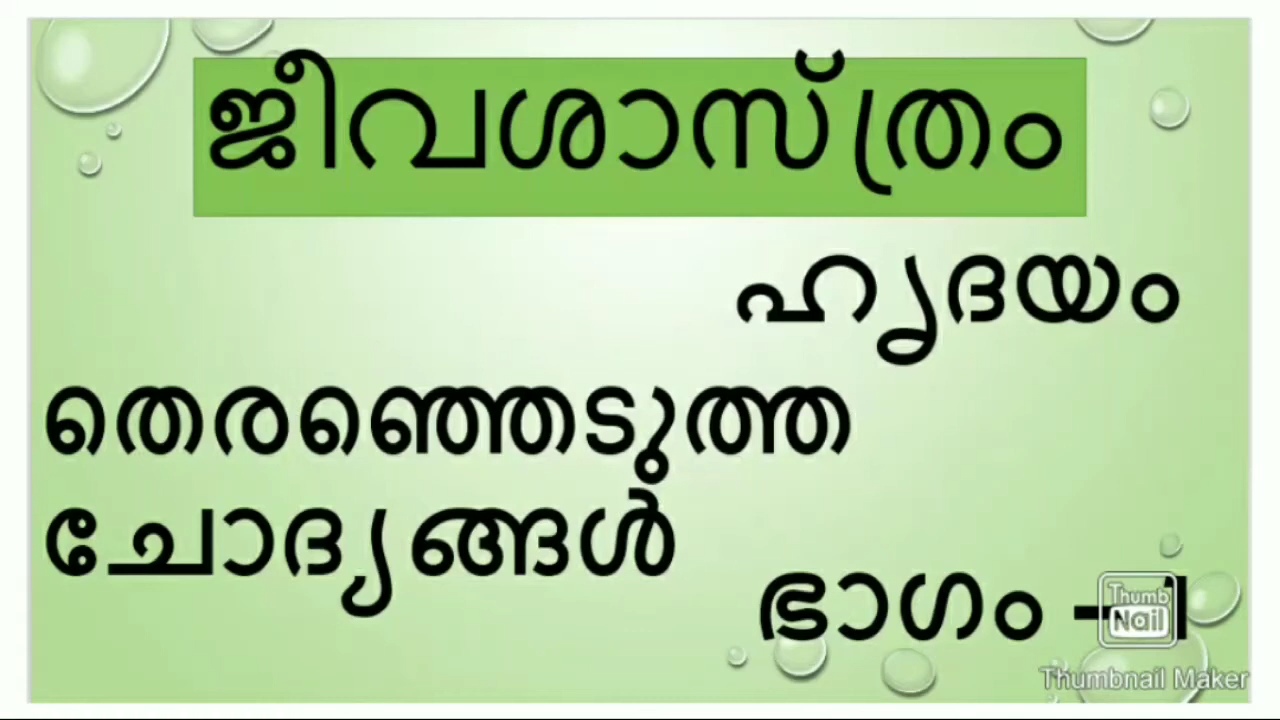 ജീവശാസ്ത്രം
ഹൃദയം
തെരഞ്ഞെടുത്ത
ചോദ്യങ്ങൾ
ഭാഗം -1
Thumb
Nail
Thumbnail Maker